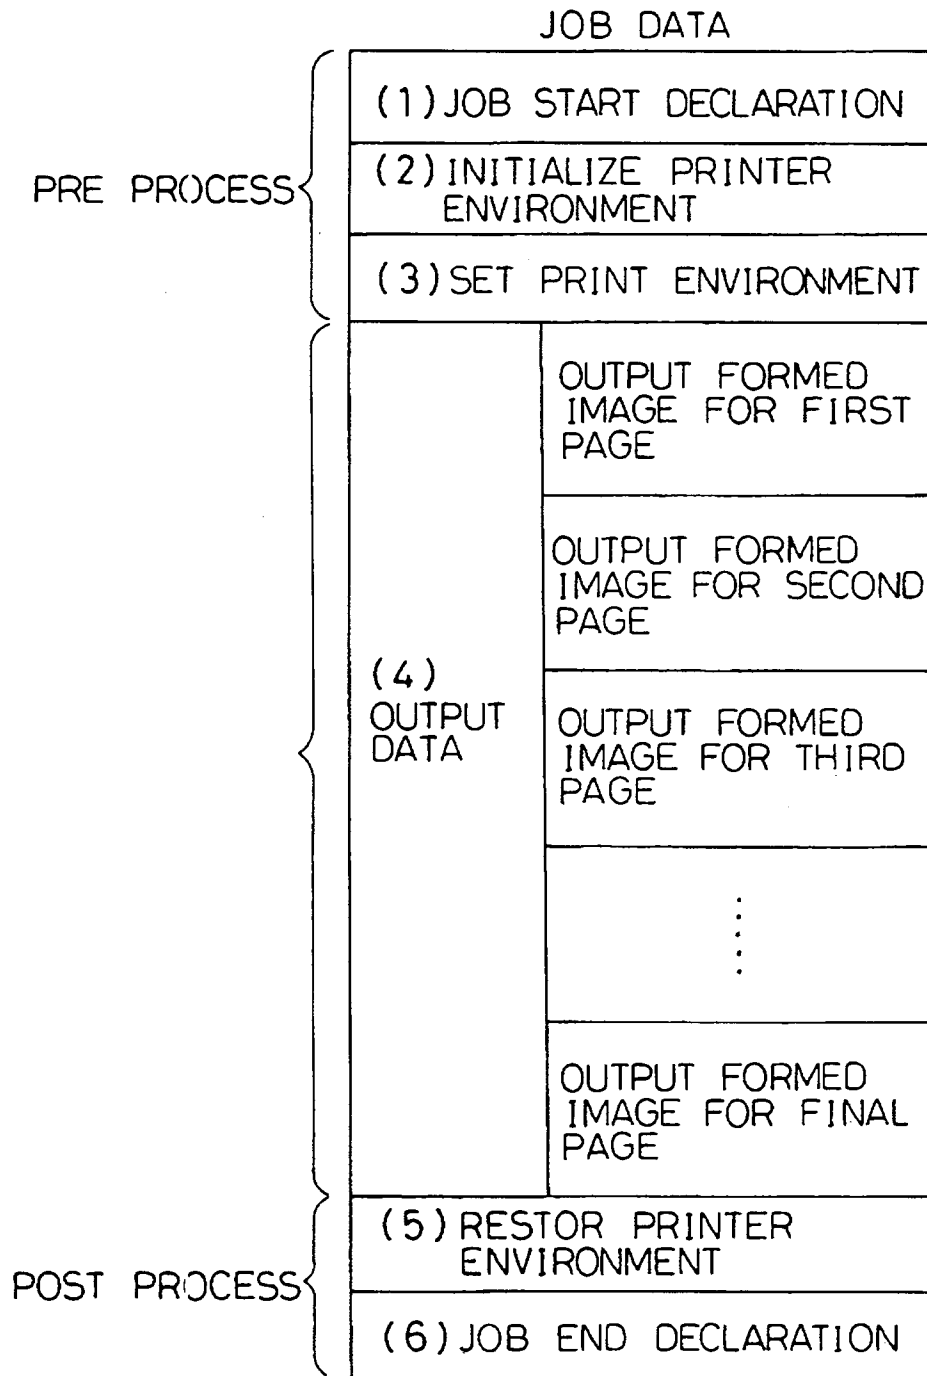 JOB DATA
PRE PROCESS
(1) JOB START DECLARATION
(2) INITIALIZE PRINTER
ENVIRONMENT
(3) SET PRINT ENVIRONMENT
(4)
OUTPUT
DATA
OUTPUT FORMED
IMAGE FOR FIRST
PAGE
OUTPUT FORMED
IMAGE FOR SECOND
PAGE
OUTPUT FORMED
IMAGE FOR THIRD
PAGE
OUTPUT FORMED
IMAGE FOR FINAL
PAGE
POST PROCESS
(5) RESTOR PRINTER
ENVIRONMENT
(6) JOB END DECLARATION